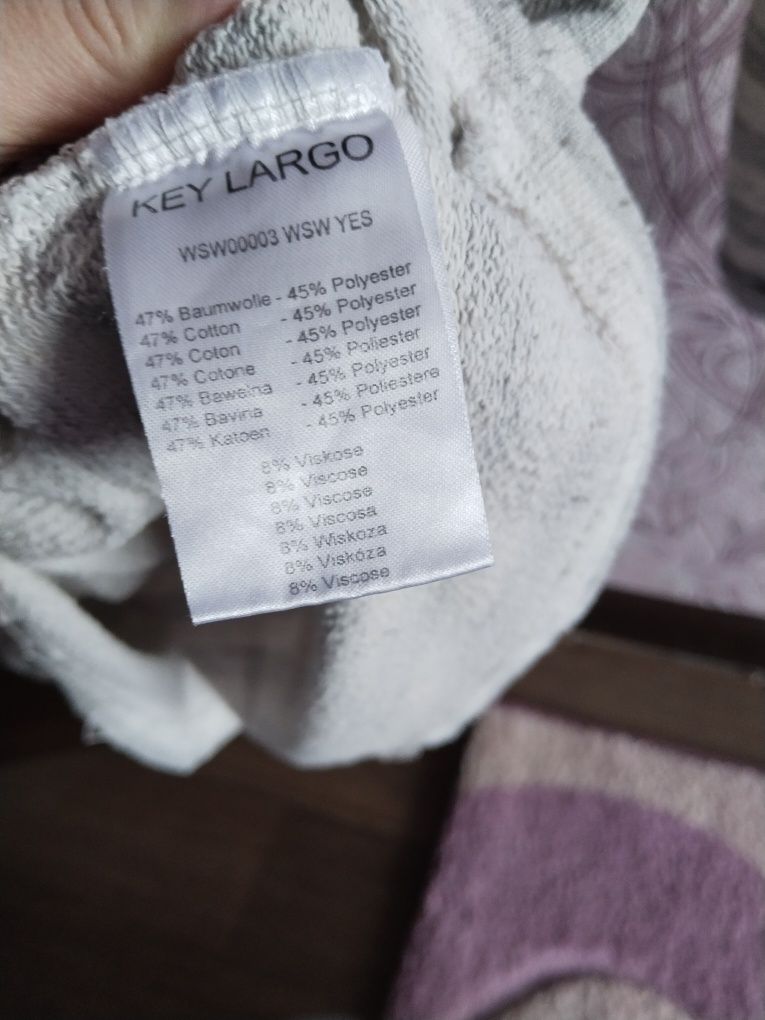 KEY LARGO
WSW00003 WSW YES
47% Baumwolle - 45% Polyester
47% Cotton - 45% Polyester
47% Coton - 45% Polyester
47% Cotone - 45% Poliester
47% Bawelna - 45% Polyester
47% Bavlna - 45% Poliestere
47% Katoen - 45% Polyester
8% Viskose
8% Viscose
8% Viscose
8% Viscosa
8% Wiskoza
8% Viskóza
8% Viscose